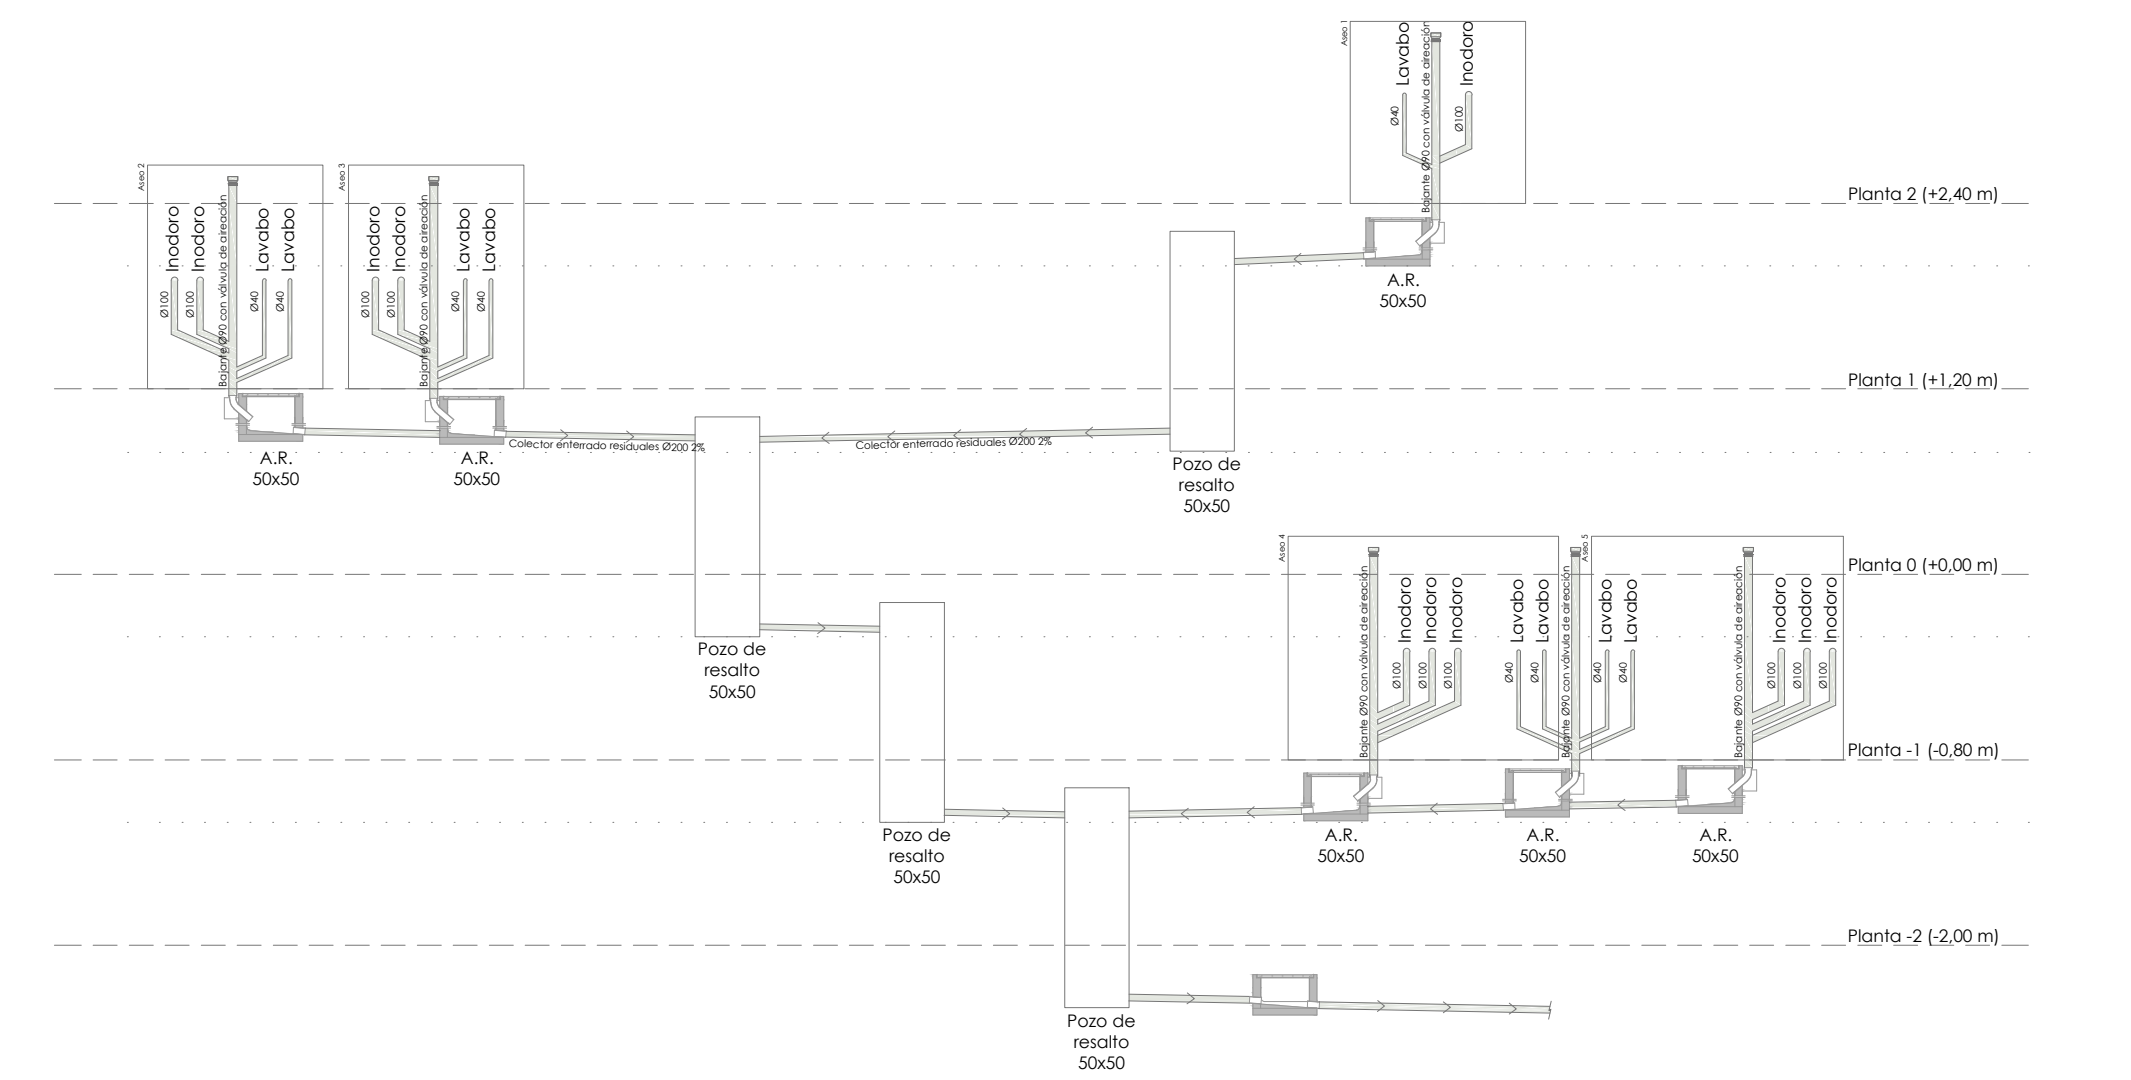 Aseo 1
Lavabo
Ø40
Bajante Ø90 con válvula de aireación
Inodoro
Ø100
Planta 2 (+2,40 m)
A.R.
50x50
Aseo 2
Inodoro
Inodoro
Ø100
Ø100
Bajante Ø90 con válvula de aireación
Lavabo
Lavabo
Ø40
Ø40
Aseo 3
Inodoro
Inodoro
Ø100
Ø100
Bajante Ø90 con válvula de aireación
Lavabo
Lavabo
Ø40
Ø40
Planta 1 (+1,20 m)
Colector enterrado residuales Ø200 2%
Colector enterrado residuales Ø200 2%
A.R.
50x50
A.R.
50x50
Pozo de
resalto
50x50
Planta 0 (+0,00 m)
Aseo 4
Bajante Ø90 con válvula de aireación
Inodoro
Inodoro
Inodoro
Ø100
Ø100
Ø100
Lavabo
Lavabo
Ø40
Ø40
Bajante Ø90 con válvula de aireación
Aseo 5
Lavabo
Lavabo
Ø40
Ø40
Bajante Ø90 con válvula de aireación
Inodoro
Inodoro
Inodoro
Ø100
Ø100
Ø100
Pozo de
resalto
50x50
Planta -1 (-0,80 m)
Pozo de
resalto
50x50
A.R.
50x50
A.R.
50x50
A.R.
50x50
Planta -2 (-2,00 m)
Pozo de
resalto
50x50